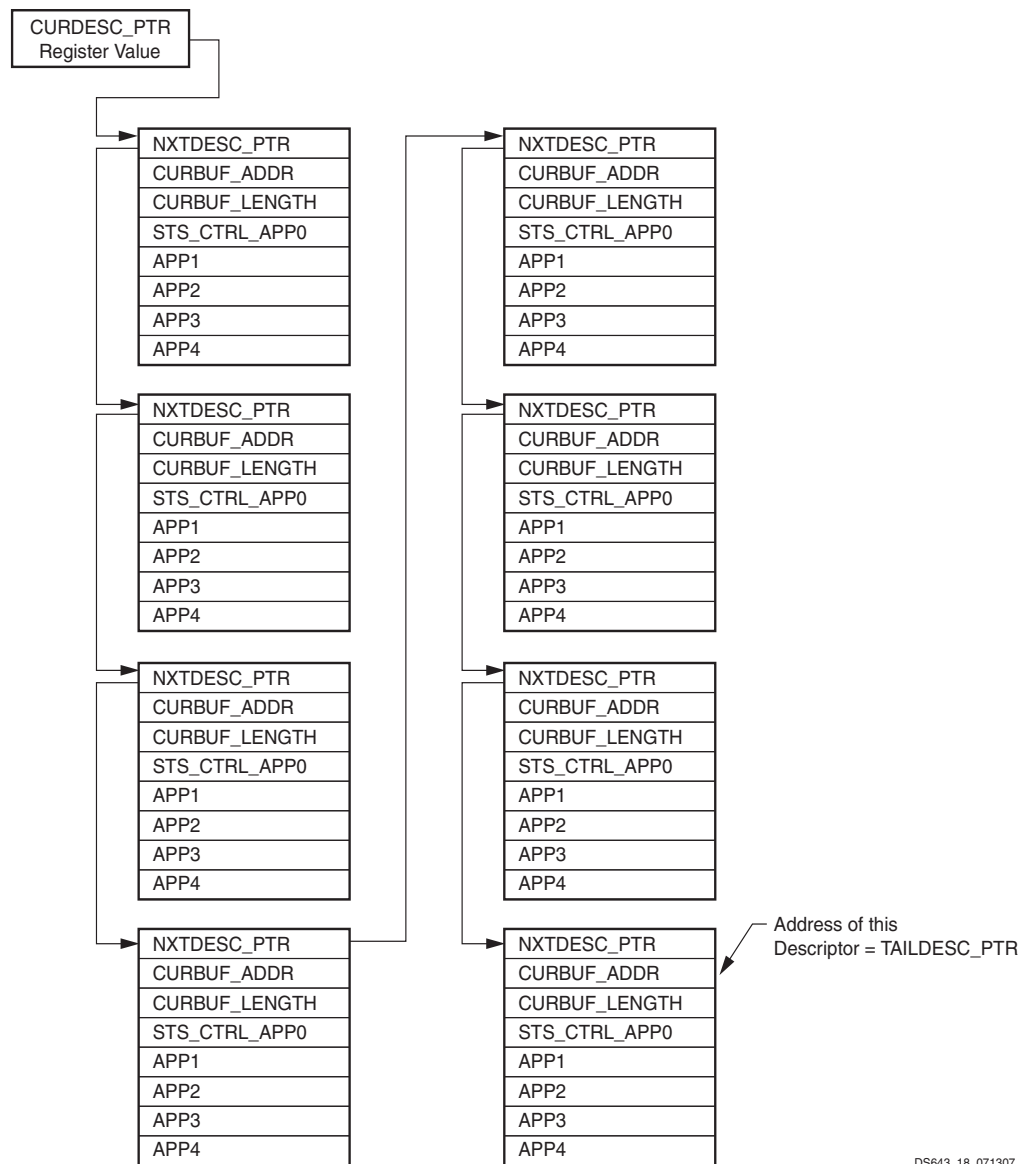 CURDESC_PTR
Register Value
NXTDESC_PTR
CURBUF_ADDR
CURBUF_LENGTH
STS_CTRL_APP0
APP1
APP2
APP3
APP4
NXTDESC_PTR
CURBUF_ADDR
CURBUF_LENGTH
STS_CTRL_APP0
APP1
APP2
APP3
APP4
NXTDESC_PTR
CURBUF_ADDR
CURBUF_LENGTH
STS_CTRL_APP0
APP1
APP2
APP3
APP4
NXTDESC_PTR
CURBUF_ADDR
CURBUF_LENGTH
STS_CTRL_APP0
APP1
APP2
APP3
APP4
NXTDESC_PTR
CURBUF_ADDR
CURBUF_LENGTH
STS_CTRL_APP0
APP1
APP2
APP3
APP4
NXTDESC_PTR
CURBUF_ADDR
CURBUF_LENGTH
STS_CTRL_APP0
APP1
APP2
APP3
APP4
NXTDESC_PTR
CURBUF_ADDR
CURBUF_LENGTH
STS_CTRL_APP0
APP1
APP2
APP3
APP4
NXTDESC_PTR
CURBUF_ADDR
CURBUF_LENGTH
STS_CTRL_APP0
APP1
APP2
APP3
APP4
Address of this
Descriptor = TAILDESC_PTR
DS643_18_071307